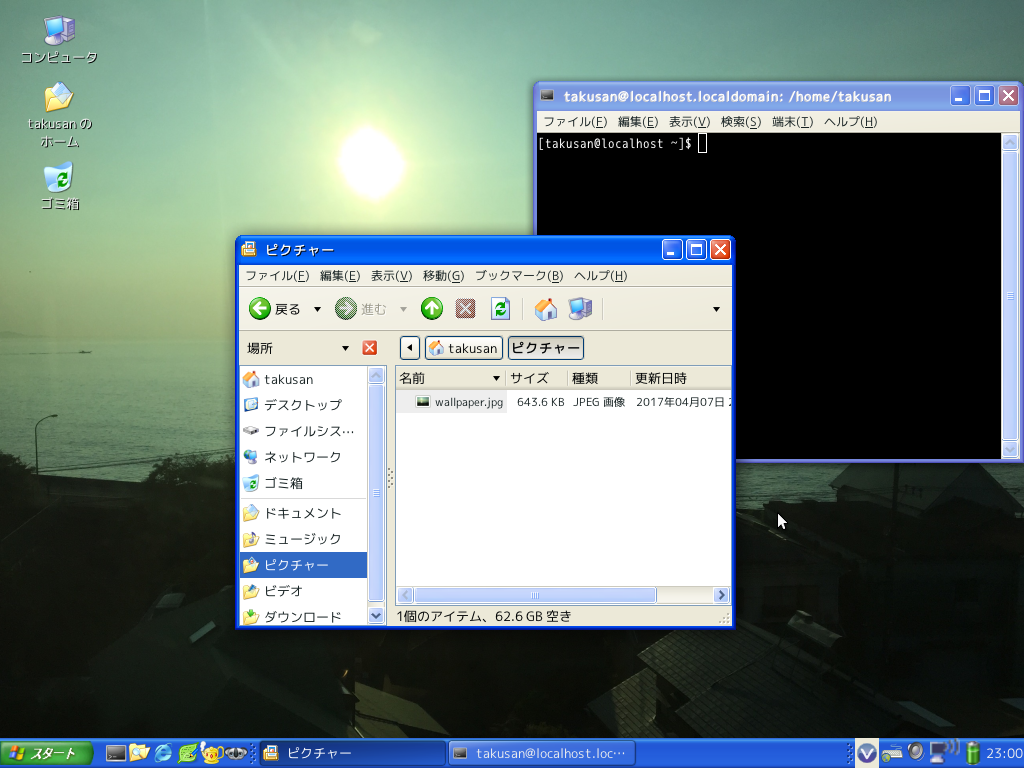 コンピュータ
takusan の
ホーム
ゴミ箱
takusan@localhost.localdomain: /home/takusan
ファイル(F) 編集(E) 表示(V) 検索(S) 端末(T) ヘルプ(H)
[takusan@localhost ~]$
ピクチャー
ファイル(F) 編集(E) 表示(V) 移動(G) ブックマーク(B) ヘルプ(H)
戻る 進む
場所 takusan ピクチャー
名前 サイズ 種類 更新日時
wallpaper.jpg 643.6 KB JPEG 画像 2017年04月07日
takusan
デスクトップ
ファイルシス…
ネットワーク
ゴミ箱
ドキュメント
ミュージック
ピクチャー
ビデオ
ダウンロード
1個のアイテム、62.6 GB 空き
スタート ピクチャー takusan@localhost.loc… 23:00